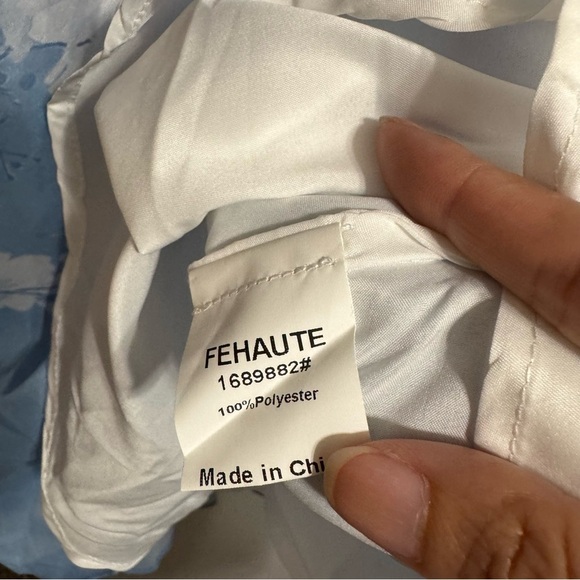 FEHAUTE
1689882#
100%Polyester
Made in Chi